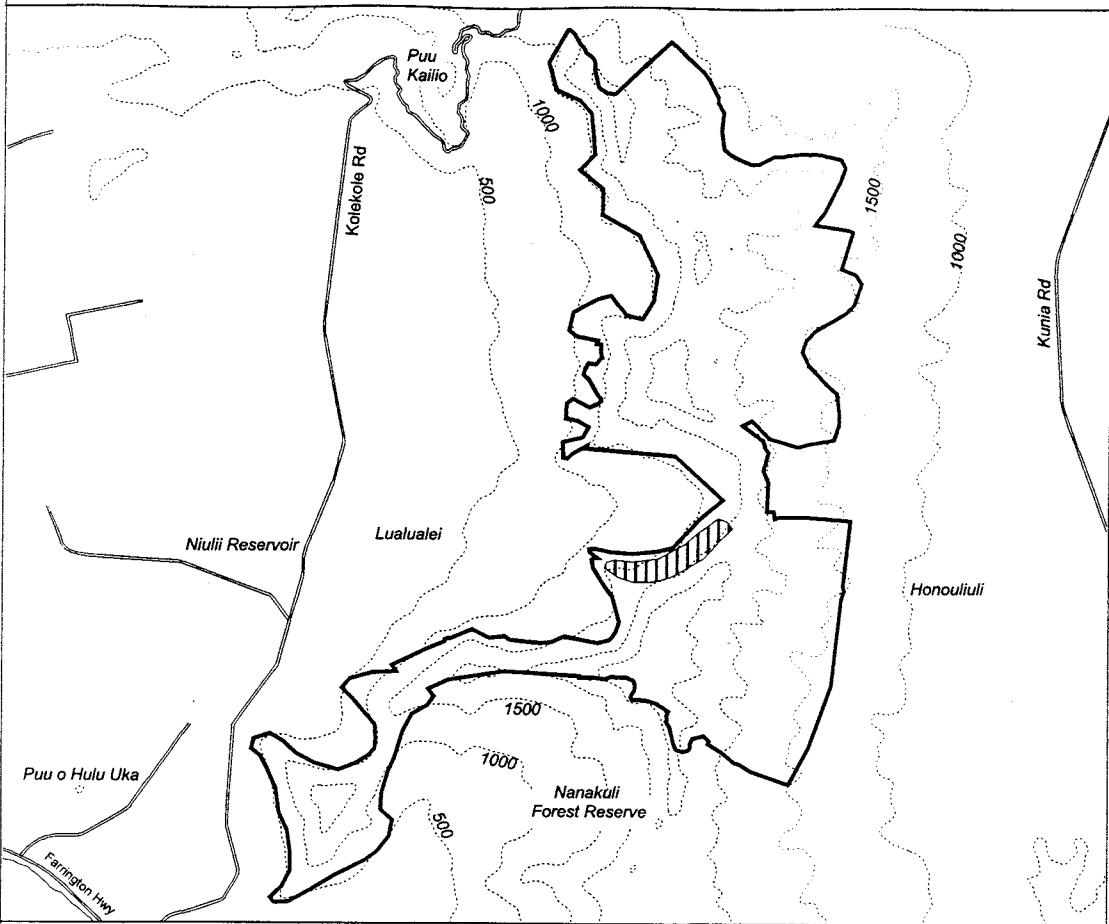 Puu
Kailio
1000
500
Kolekole Rd
1500
1000
Kunia Rd
Niulii Reservoir
Lualualei
Honouliuli
1500
1000
Puu o Hulu Uka
Nanakuli
Forest Reserve
500
Farrington Hwy